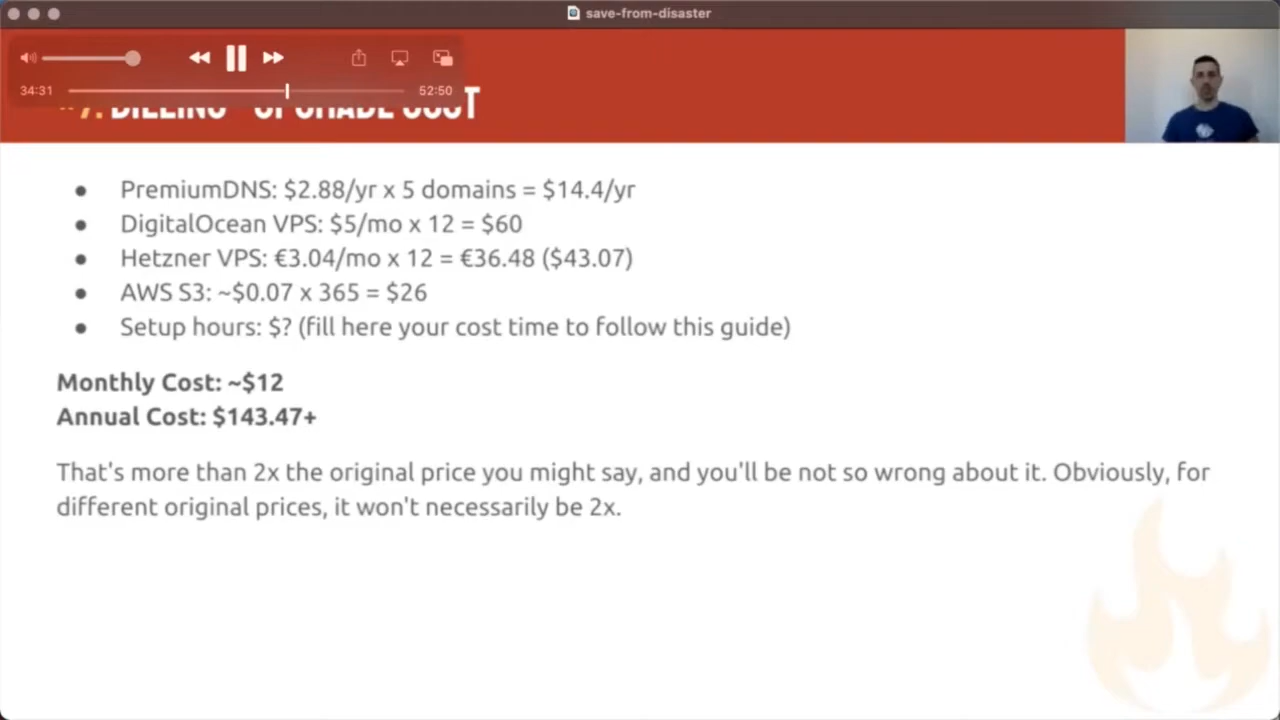 save-from-disaster
34:31
52:50
● PremiumDNS: $2.88/yr x 5 domains = $14.4/yr
● DigitalOcean VPS: $5/mo x 12 = $60
● Hetzner VPS: €3.04/mo x 12 = €36.48 ($43.07)
● AWS S3: ~$0.07 x 365 = $26
● Setup hours: $? (fill here your cost time to follow this guide)
Monthly Cost: ~$12
Annual Cost: $143.47+
That's more than 2x the original price you might say, and you'll be not so wrong about it. Obviously, for
different original prices, it won't necessarily be 2x.